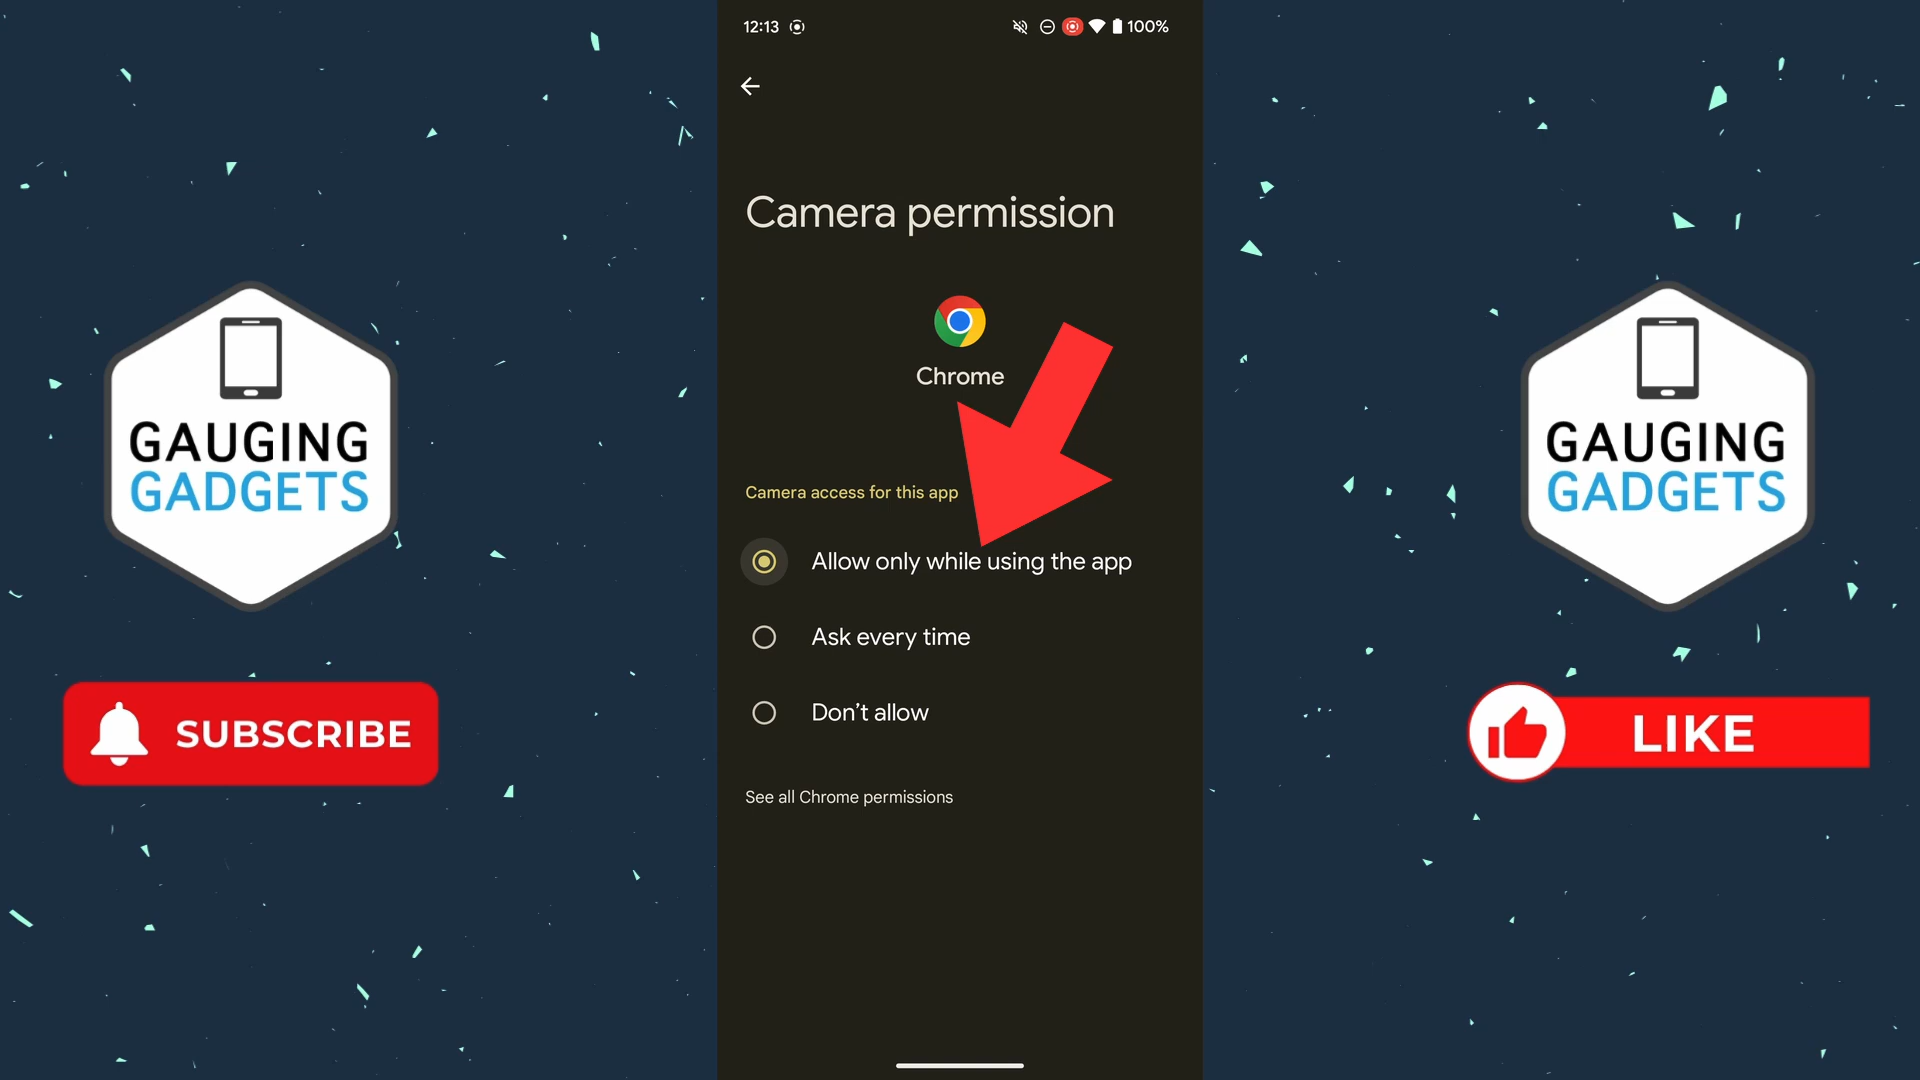 12:13
100%
Camera permission
Chrome
Camera access for this app
Allow only while using the app
Ask every time
Don’t allow
See all Chrome permissions
GAUGING
GADGETS
SUBSCRIBE
GAUGING
GADGETS
LIKE